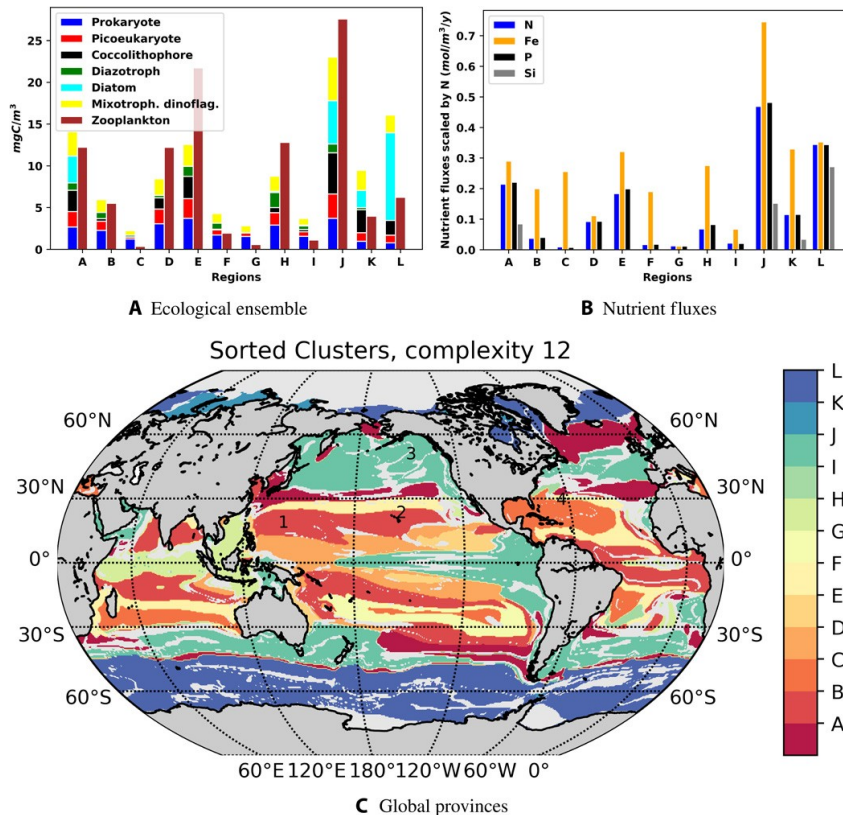 Prokaryote
Picoeukaryote
Coccolithophore
Diazotroph
Diatom
Mixotroph. dinoflag.
Zooplankton
mgC/m³
25
20
15
10
5
0
A B C D E F G H I J K L
Regions
A Ecological ensemble
N
Fe
P
Si
Nutrient fluxes scaled by N (mol/m³/y)
0.7
0.6
0.5
0.4
0.3
0.2
0.1
0.0
A B C D E F G H I J K L
Regions
B Nutrient fluxes
Sorted Clusters, complexity 12
60°N 60°N
30°N 30°N
0° 0°
30°S 30°S
60°S 60°S
60°E 120°E 180° 120°W 60°W 0°
1
2
3
4
L
K
J
I
H
G
F
E
D
C
B
A
C Global provinces